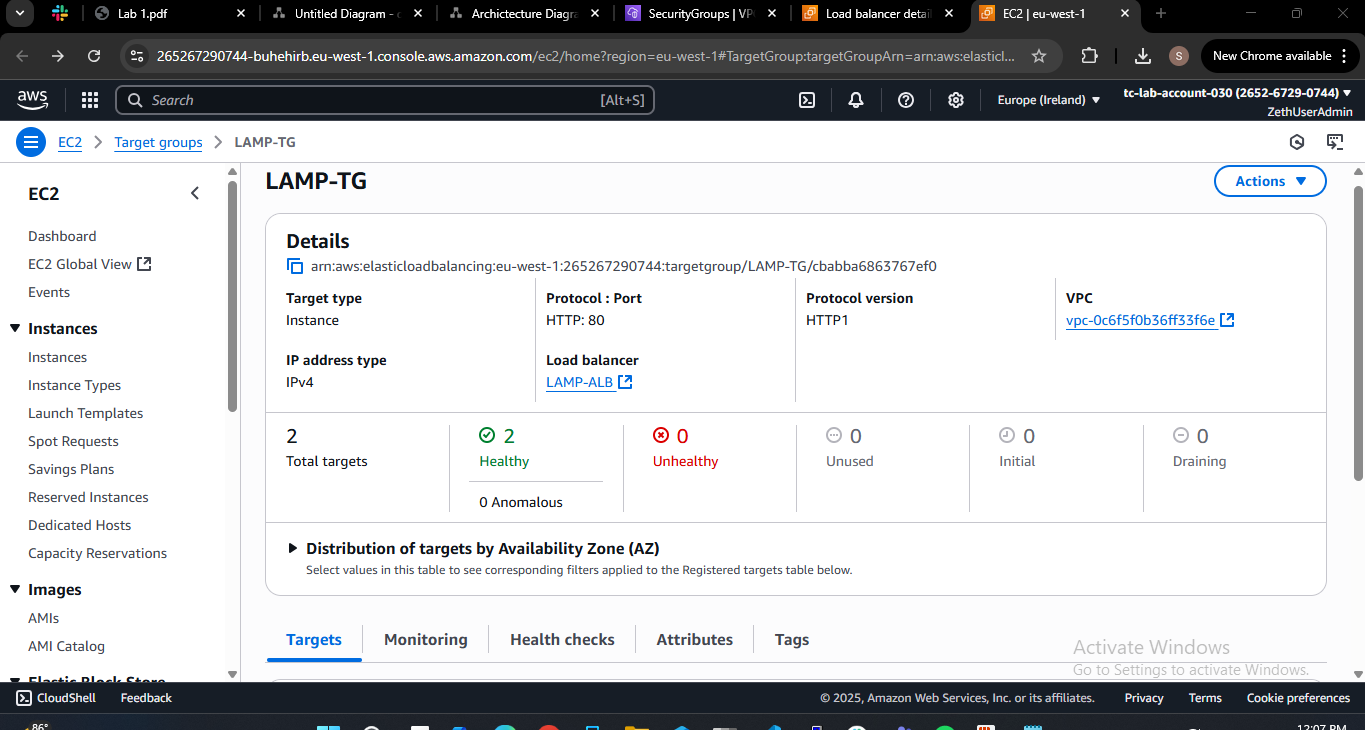 Lab 1.pdf
Untitled Diagram - d
Archictecture Diagra
SecurityGroups | VP
Load balancer detai
EC2 | eu-west-1
265267290744-buhehirb.eu-west-1.console.aws.amazon.com/ec2/home?region=eu-west-1#TargetGroup:targetGroupArn=arn:aws:elasticl...
S
New Chrome available
aws
Search
[Alt+S]
Europe (Ireland)
tc-lab-account-030 (2652-6729-0744)
ZethUserAdmin
EC2
Target groups
LAMP-TG
EC2
Dashboard
EC2 Global View
Events
Instances
Instances
Instance Types
Launch Templates
Spot Requests
Savings Plans
Reserved Instances
Dedicated Hosts
Capacity Reservations
Images
AMIs
AMI Catalog
Elastic Block Store
LAMP-TG
Actions
Details
arn:aws:elasticloadbalancing:eu-west-1:265267290744:targetgroup/LAMP-TG/cbabba6863767ef0
Target type
Instance
Protocol : Port
HTTP: 80
Protocol version
HTTP1
VPC
vpc-0c6f5f0b36ff33f6e
IP address type
IPv4
Load balancer
LAMP-ALB
2
Total targets
2
Healthy
0 Anomalous
0
Unhealthy
0
Unused
0
Initial
0
Draining
Distribution of targets by Availability Zone (AZ)
Select values in this table to see corresponding filters applied to the Registered targets table below.
Targets
Monitoring
Health checks
Attributes
Tags
Activate Windows
Go to Settings to activate Windows.
CloudShell
Feedback
© 2025, Amazon Web Services, Inc. or its affiliates.
Privacy
Terms
Cookie preferences
86°
12:07 PM